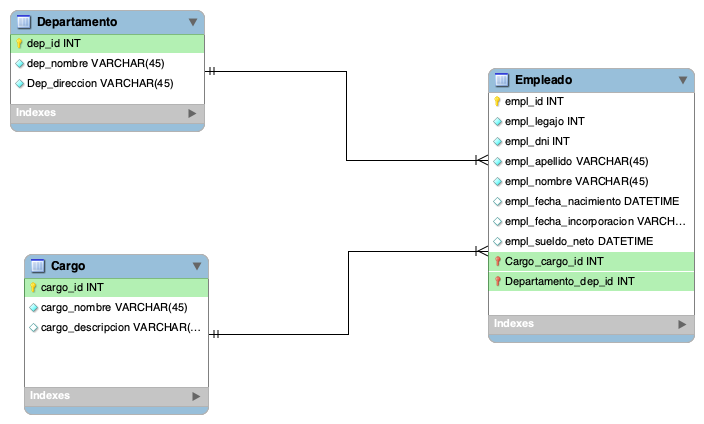 Departamento
dep_id INT
dep_nombre VARCHAR(45)
Dep_direccion VARCHAR(45)
Indexes
Empleado
empl_id INT
empl_legajo INT
empl_dni INT
empl_apellido VARCHAR(45)
empl_nombre VARCHAR(45)
empl_fecha_nacimiento DATETIME
empl_fecha_incorporacion VARCH...
empl_sueldo_neto DATETIME
Cargo_cargo_id INT
Departamento_dep_id INT
Indexes
Cargo
cargo_id INT
cargo_nombre VARCHAR(45)
cargo_descripcion VARCHAR(...
Indexes